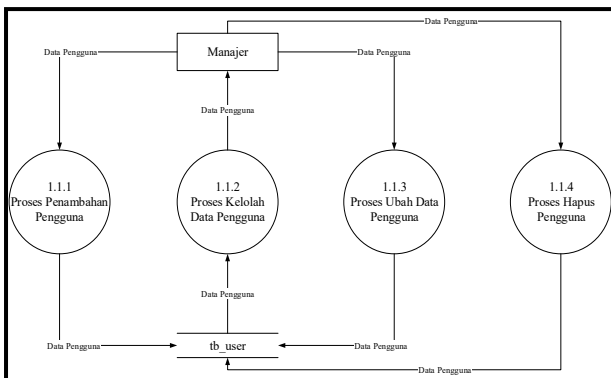 Data Pengguna
Data Pengguna
Manajer
Data Pengguna
Data Pengguna
1.1.1
Proses Penambahan
Pengguna
1.1.2
Proses Kelolah
Data Pengguna
1.1.3
Proses Ubah Data
Pengguna
1.1.4
Proses Hapus
Pengguna
Data Pengguna
Data Pengguna
tb_user
Data Pengguna
Data Pengguna